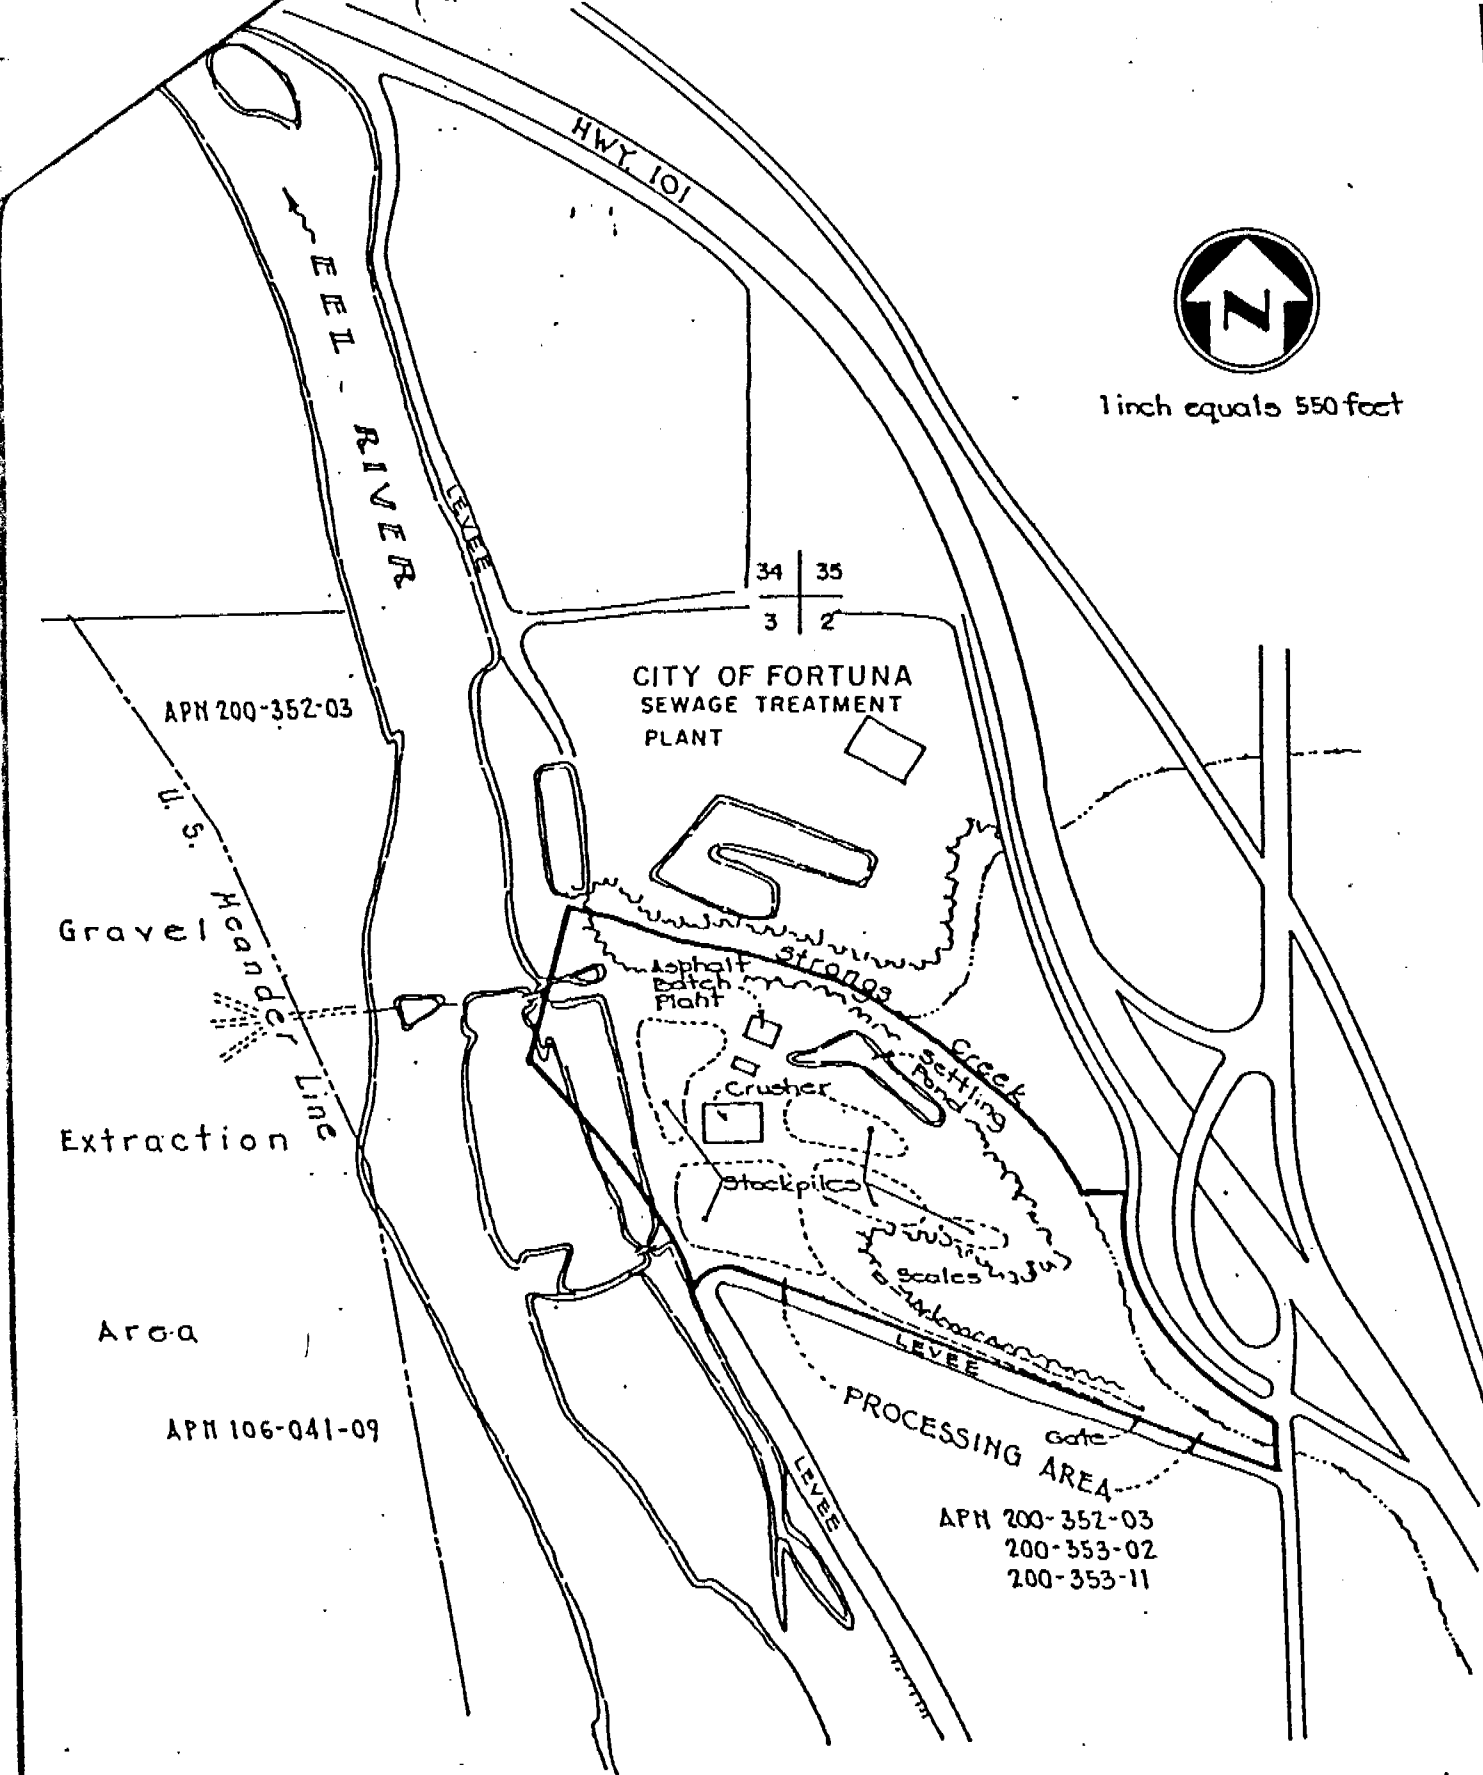 HWY. 101
EEL RIVER
N
1 inch equals 550 feet
LEVEE
34 35
3 2
CITY OF FORTUNA
SEWAGE TREATMENT
PLANT
APN 200-352-03
U. S. Meander Line
Gravel
Extraction
Area
APN 106-041-09
Strongs Creek
Asphalt
Batch
Plant
Settling
Pond
Crusher
Stockpiles
Scales
LEVEE
PROCESSING AREA
Gate
LEVEE
APN 200-352-03
200-353-02
200-353-11